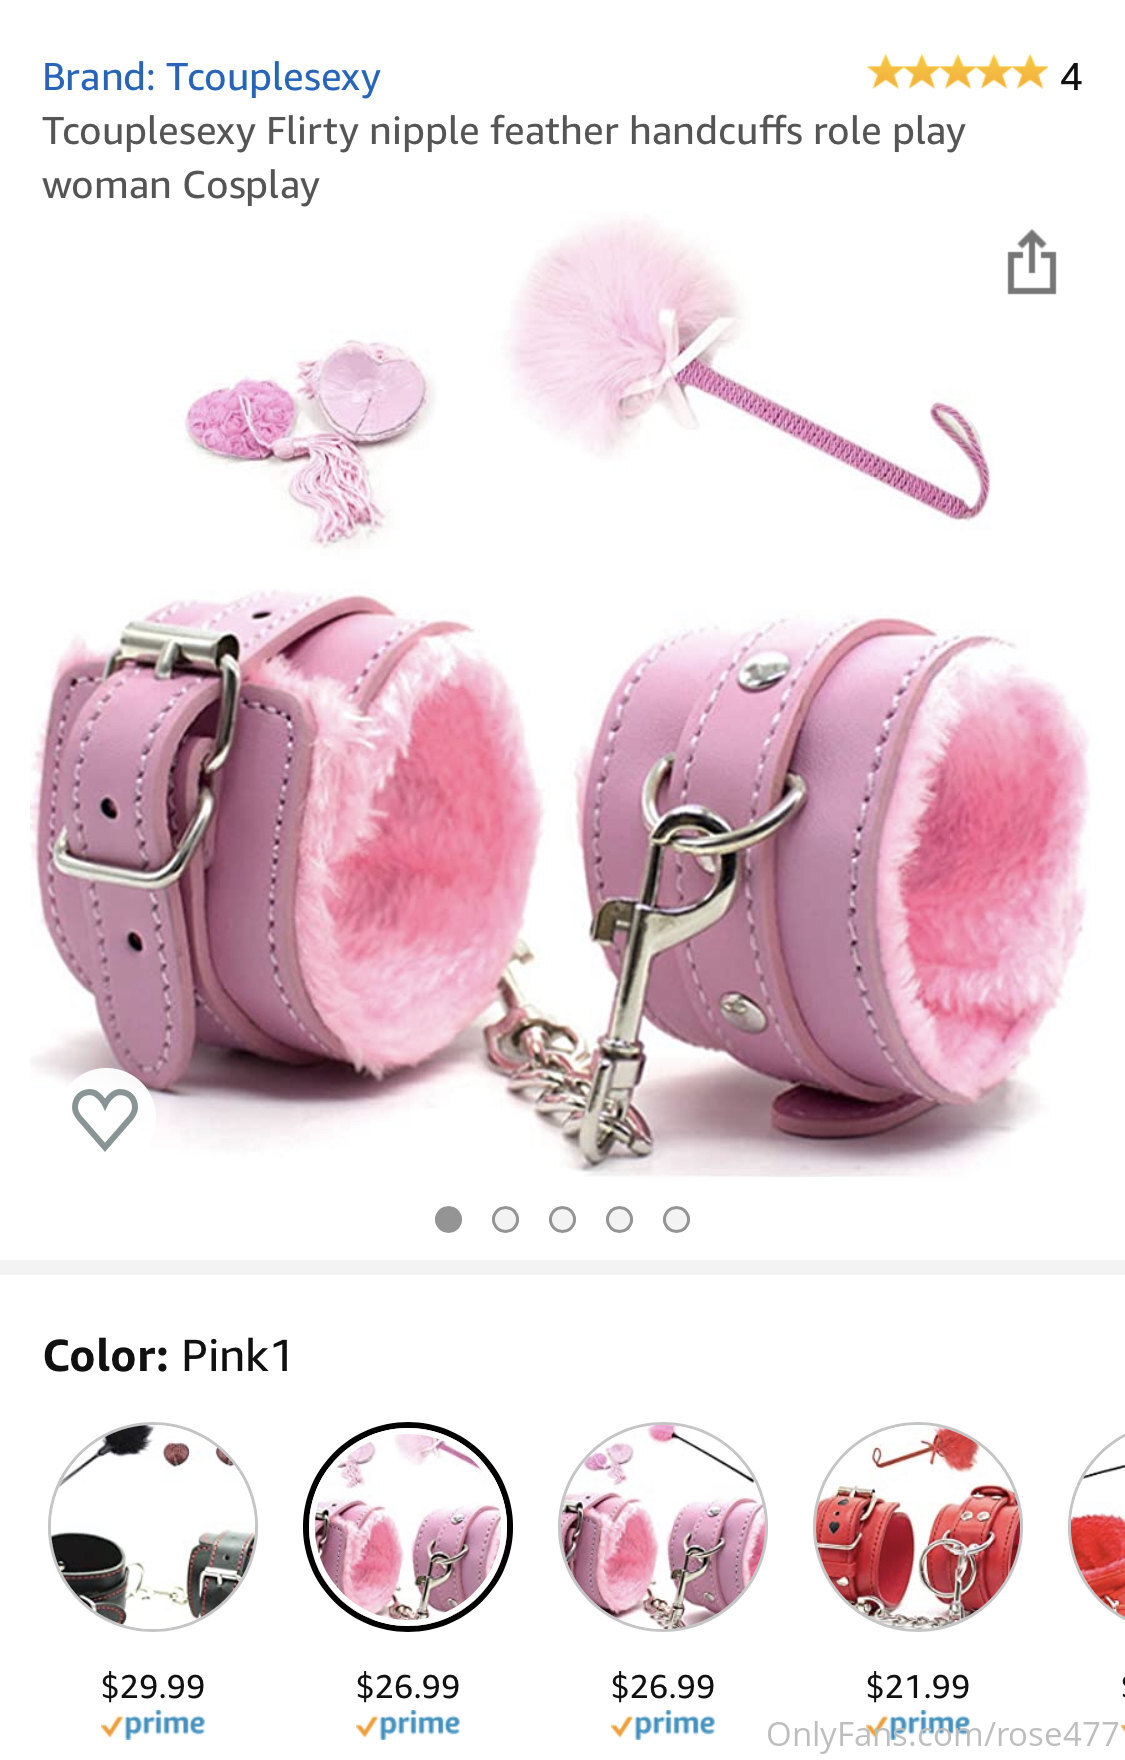 Brand: Tcouplesexy
4
Tcouplesexy Flirty nipple feather handcuffs role play
woman Cosplay
Color: Pink1
$29.99
$26.99
$26.99
$21.99
prime
prime
prime
prime
OnlyFans.com/rose477